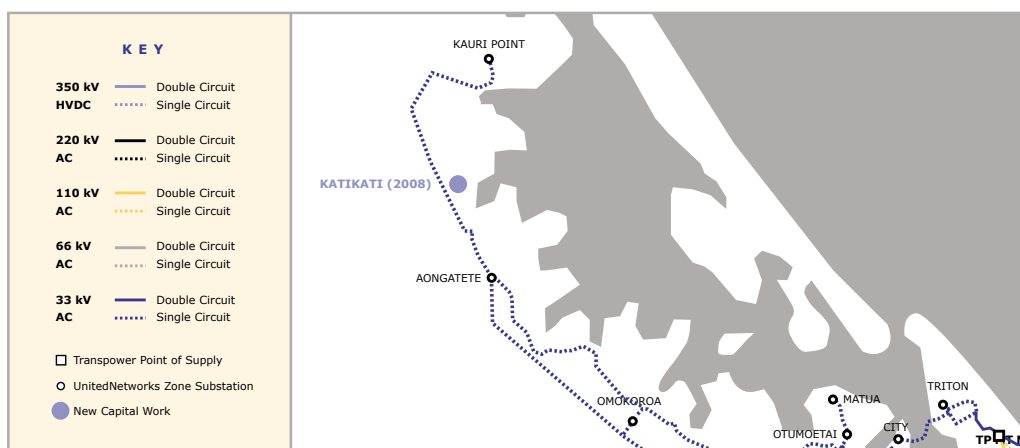 KEY
350 kV Double Circuit
HVDC Single Circuit
220 kV Double Circuit
AC Single Circuit
110 kV Double Circuit
AC Single Circuit
66 kV Double Circuit
AC Single Circuit
33 kV Double Circuit
AC Single Circuit
Transpower Point of Supply
UnitedNetworks Zone Substation
New Capital Work
KAURI POINT
KATIKATI (2008)
AONGATETE
OMOKOROA
MATUA
OTUMOETAI
CITY
TRITON